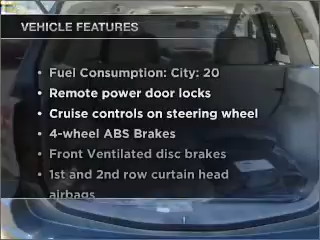 VEHICLE FEATURES
• Fuel Consumption: City: 20
• Remote power door locks
• Cruise controls on steering wheel
• 4-wheel ABS Brakes
• Front Ventilated disc brakes
• 1st and 2nd row curtain head
airbags